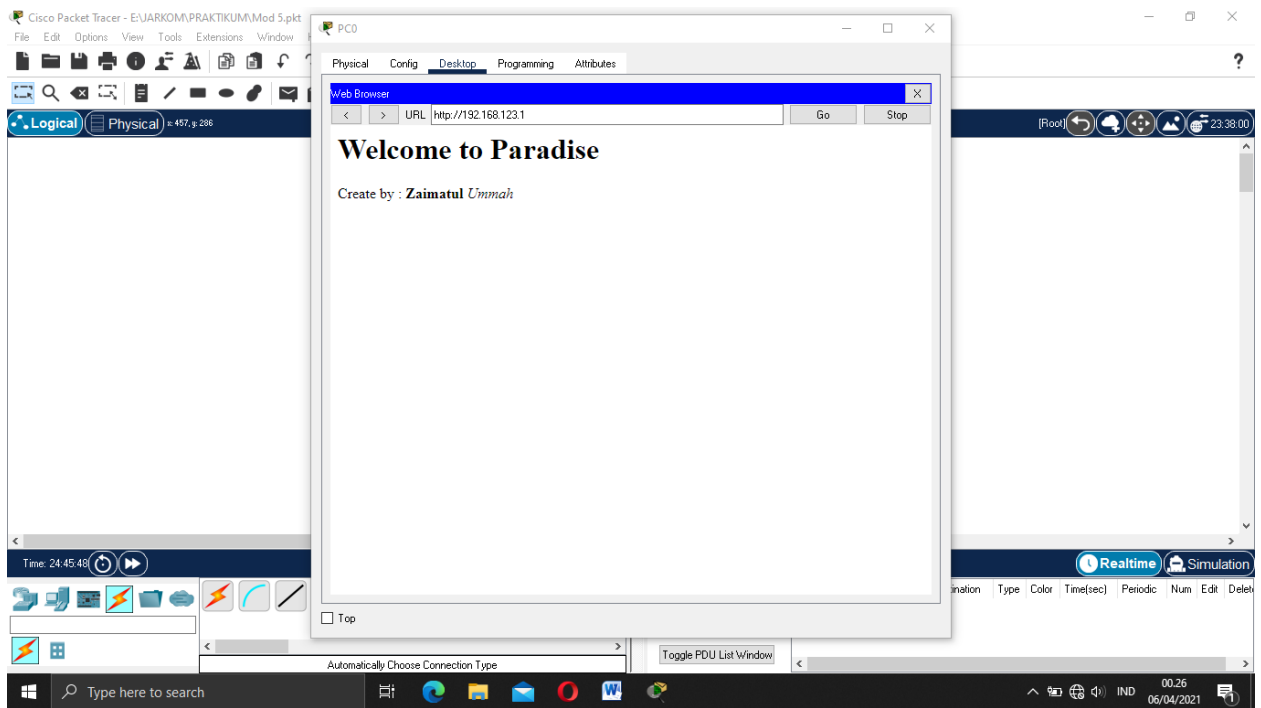 Cisco Packet Tracer - E:\JARKOM\PRAKTIKUM\Mod 5.pkt
File Edit Options View Tools Extensions Window
?
Logical Physical x: 457, y: 286
[Root] 23:38:00
PC0
Physical Config Desktop Programming Attributes
Web Browser X
< > URL http://192.168.123.1 Go Stop
Welcome to Paradise
Create by : Zaimatul Ummah
Top
Time: 24:45:48
Realtime Simulation
ination Type Color Time(sec) Periodic Num Edit Delet
Automatically Choose Connection Type
Toggle PDU List Window
Type here to search
IND
00.26
06/04/2021